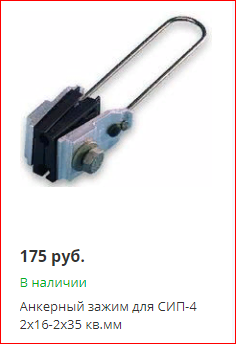 175 руб.
В наличии
Анкерный зажим для СИП-4
2х16-2х35 кв.мм